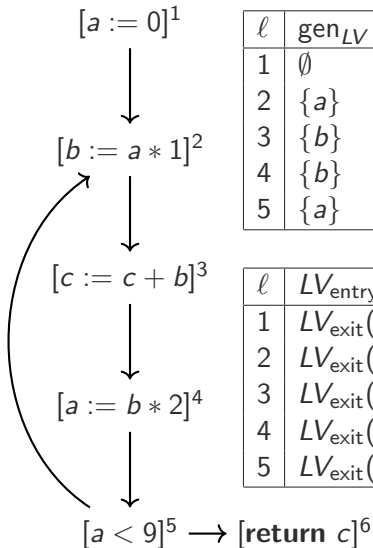 [a := 0]¹
[b := a * 1]²
[c := c + b]³
[a := b * 2]⁴
[a < 9]⁵ → [return c]⁶
ℓ gen_LV
1 ∅
2 {a}
3 {b}
4 {b}
5 {a}
ℓ LV_entry
1 LV_exit(
2 LV_exit(
3 LV_exit(
4 LV_exit(
5 LV_exit(